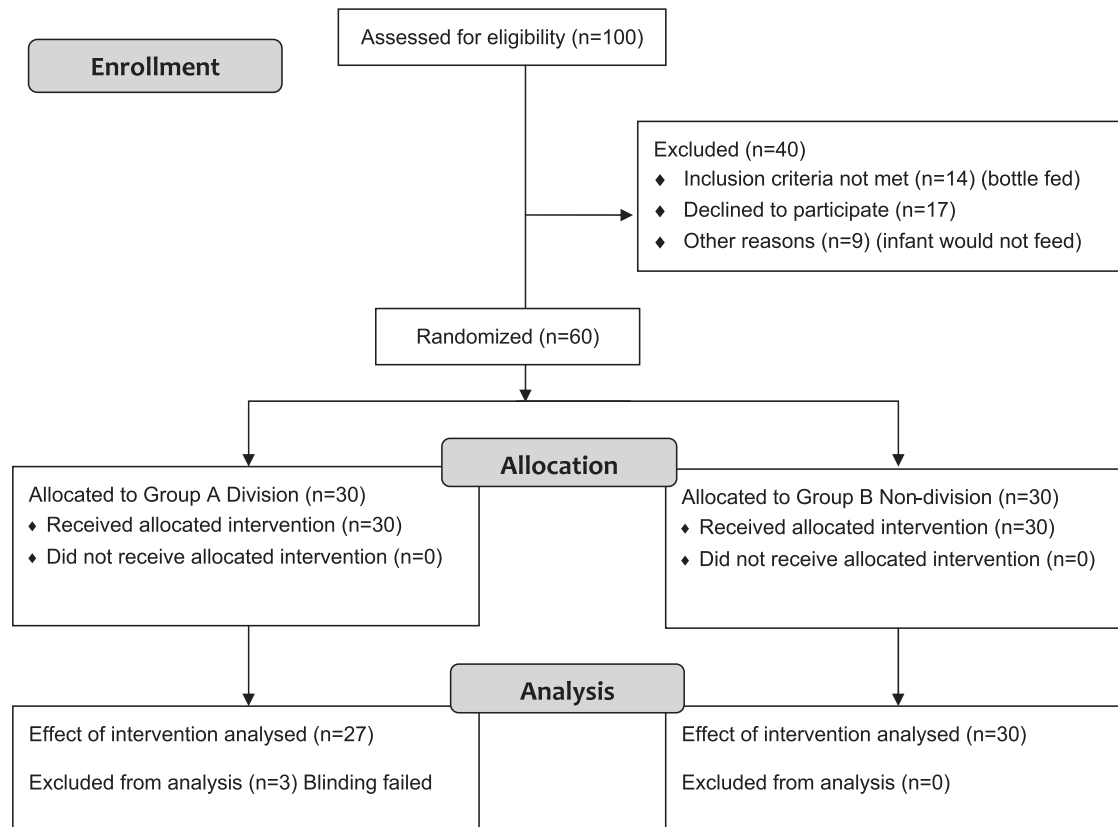 Assessed for eligibility (n=100)
Enrollment
Excluded (n=40)
♦ Inclusion criteria not met (n=14) (bottle fed)
♦ Declined to participate (n=17)
♦ Other reasons (n=9) (infant would not feed)
Randomized (n=60)
Allocation
Allocated to Group A Division (n=30)
♦ Received allocated intervention (n=30)
♦ Did not receive allocated intervention (n=0)
Allocated to Group B Non-division (n=30)
♦ Received allocated intervention (n=30)
♦ Did not receive allocated intervention (n=0)
Analysis
Effect of intervention analysed (n=27)
Excluded from analysis (n=3) Blinding failed
Effect of intervention analysed (n=30)
Excluded from analysis (n=0)